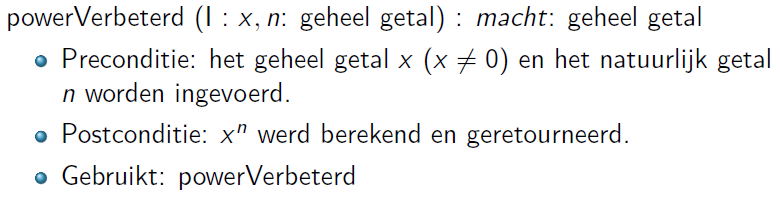 powerVerbeterd (I : x, n: geheel getal) : macht: geheel getal
Preconditie: het geheel getal x (x ≠ 0) en het natuurlijk getal
n worden ingevoerd.
Postconditie: xⁿ werd berekend en geretourneerd.
Gebruikt: powerVerbeterd